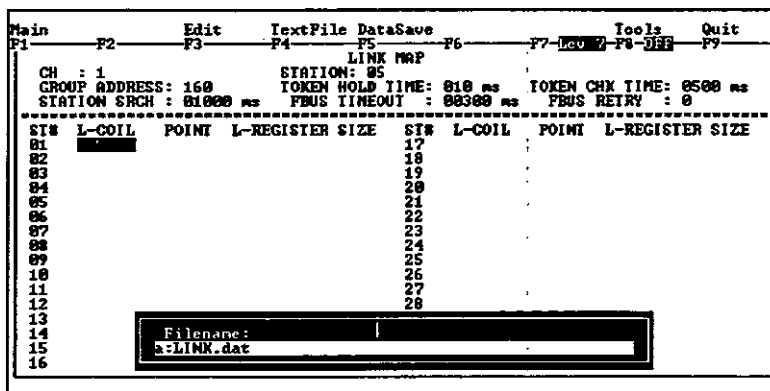 Main Edit TextFile DataSave Tools Quit
F1 F2 F3 F4 F5 F6 F7-Lev 7-F8-OFF F9
LINK MAP
CH : 1 STATION: 05
GROUP ADDRESS: 160 TOKEN HOLD TIME: 010 ms TOKEN CHK TIME: 0500 ms
STATION SRCH : 01000 ms FBUS TIMEOUT : 00300 ms FBUS RETRY : 0
ST# L-COIL POINT L-REGISTER SIZE ST# L-COIL POINT L-REGISTER SIZE
01 17
02 18
03 19
04 20
05 21
06 22
07 23
08 24
09 25
10 26
11 27
12 28
13
14 Filename:
15 a:LINK.dat
16